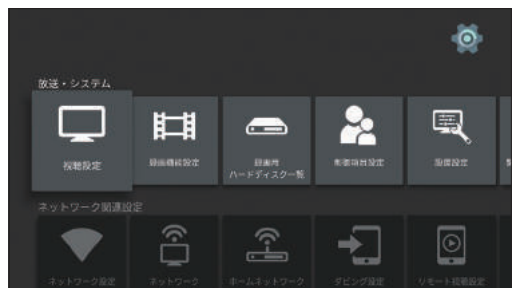 放送・システム
視聴設定
録画機能設定
録画用
ハードディスク一覧
制限項目設定
設置設定
ネットワーク関連設定
ネットワーク設定
ネットワーク
ホームネットワーク
ダビング設定
リモート視聴設定